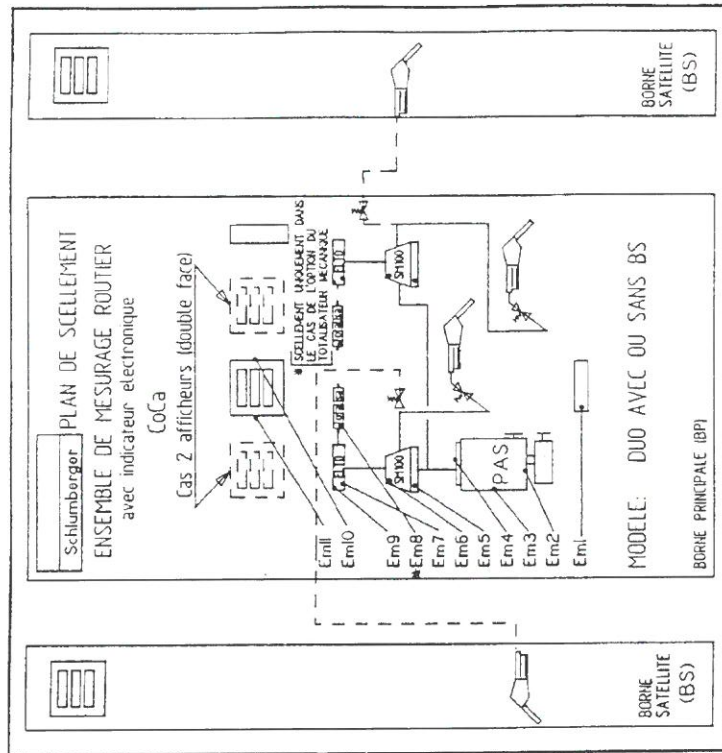 Schlumberger
PLAN DE SCELLEMENT
ENSEMBLE DE MESURAGE ROUTIER
avec indicateur electronique
CoCa
Cas 2 afficheurs (double face)
* SCELLEMENT UNIQUEMENT DANS
LE CAS DE L'OPTION DU
TOTALISATEUR MECANIQUE
Em11
Em10
Em9
*Em8
Em7
Em6
Em5
Em4
Em3
Em2
Em1
SM100
SM100
PAS
MODELE: DUO AVEC OU SANS BS
BORNE PRINCIPALE (BP)
BORNE
SATELLITE
(BS)
BORNE
SATELLITE
(BS)